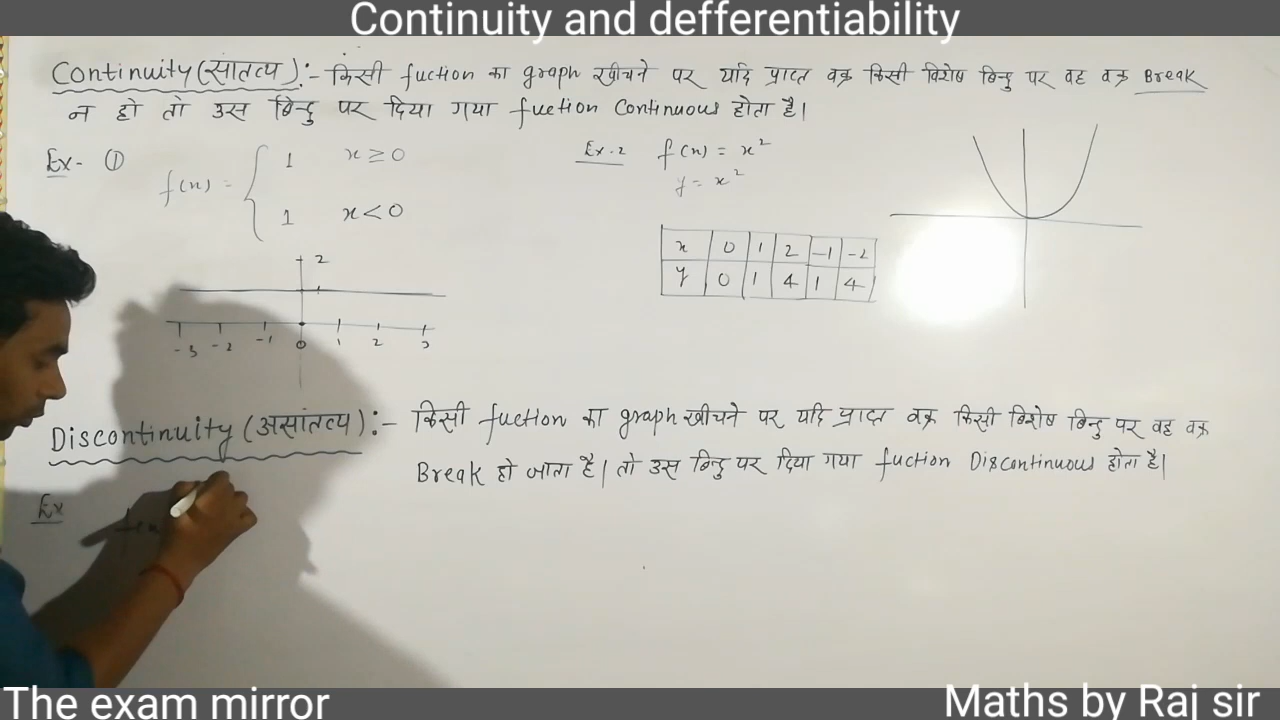 Continuity and defferentiability
Continuity (सातत्य) :- किसी fuction का graph खीचने पर यदि प्राप्त वक्र किसी विशेष बिन्दु पर वह वक्र Break
न हो तो उस बिन्दु पर दिया गया fuction Continuous होता है।
Ex- ①
f(x) = { 1 x ≥ 0
1 x < 0
2
-3 -2 -1 0 1 2 3
Ex-2 f(x) = x²
y = x²
x 0 1 2 -1 -2
y 0 1 4 1 4
Discontinuity (असांतत्य) :- किसी fuction का graph खीचने पर यदि प्राप्त वक्र किसी विशेष बिन्दु पर वह वक्र
Break हो जाता है। तो उस बिन्दु पर दिया गया fuction Discontinuous होता है।
Ex
The exam mirror
Maths by Raj sir